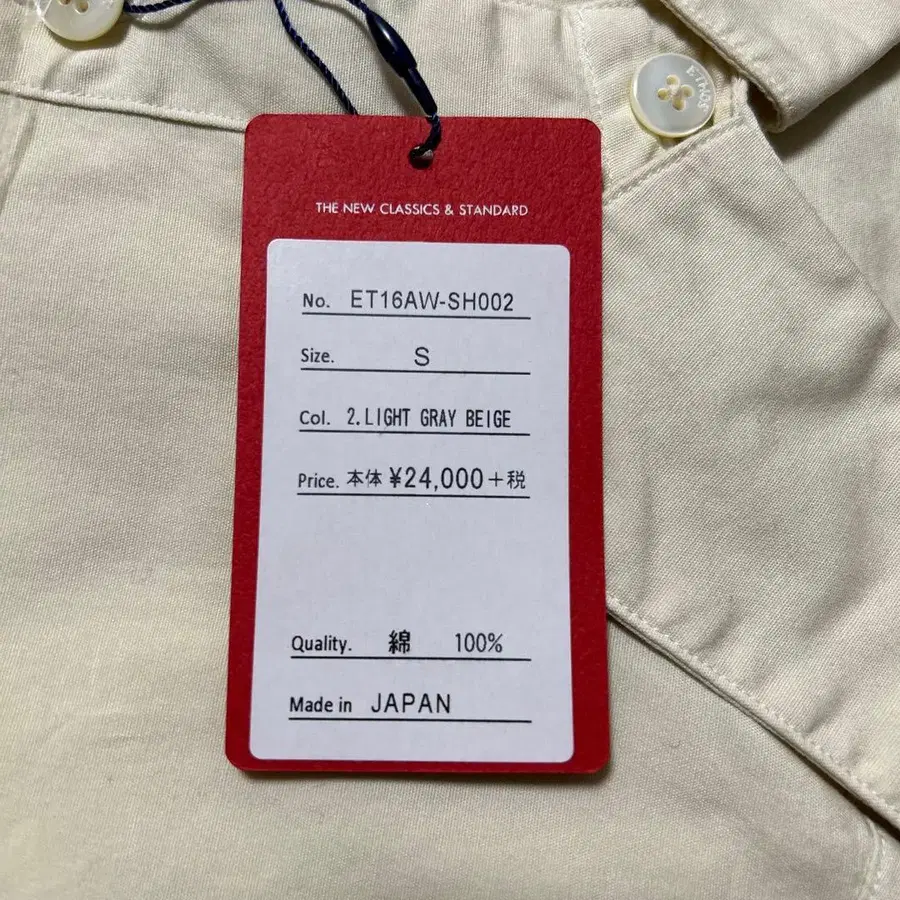 ETHOS
THE NEW CLASSICS & STANDARD
No. ET16AW-SH002
Size. S
Col. 2.LIGHT GRAY BEIGE
Price. 本体 ¥24,000+税
Quality. 綿 100%
Made in JAPAN